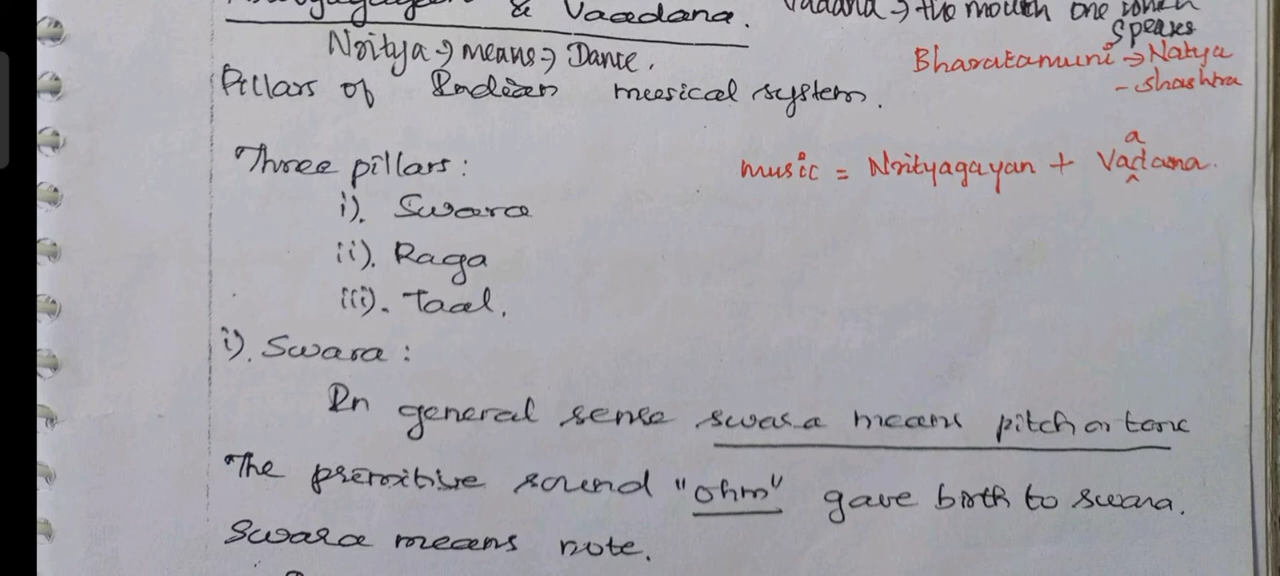 & Vaadana. Vadana → the mouth one which
speaks
Nritya → means → Dance.
Bharatamuni → Natya
- shashtra
Pillars of Indian musical system.
Three pillars:
music = Nrityagayan + Vaadana.
i). Swara
ii). Raga
iii). Taal.
i). Swara:
In general sense swara means pitch or tone
The primitive sound "ohm" gave birth to swara.
Swara means note.